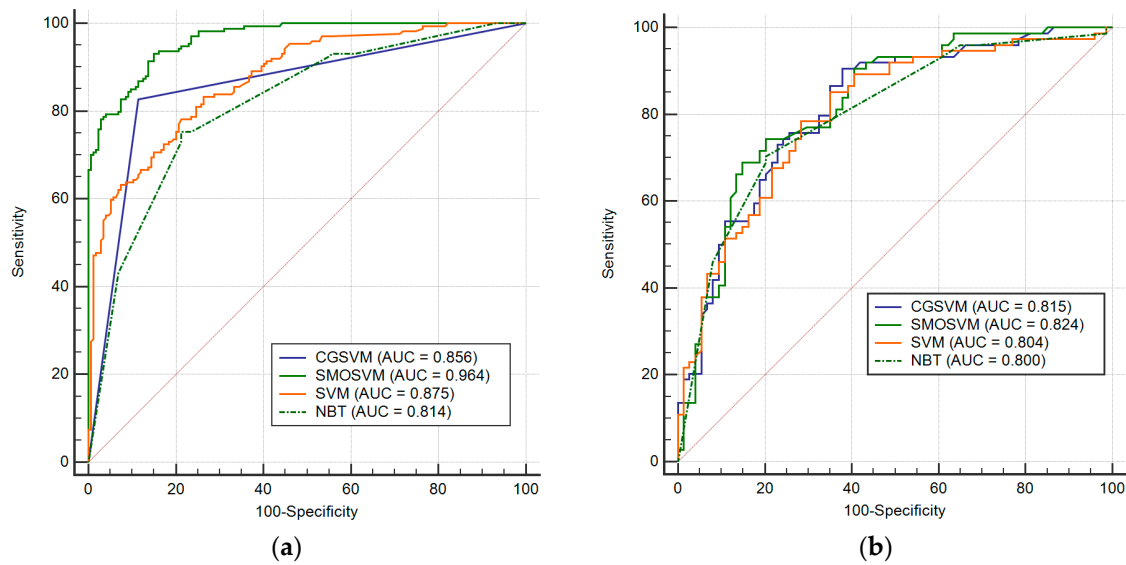 100
80
60
40
20
0
Sensitivity
CGSVM (AUC = 0.856)
SMOSVM (AUC = 0.964)
SVM (AUC = 0.875)
NBT (AUC = 0.814)
0 20 40 60 80 100
100-Specificity
(a)
100
80
60
40
20
0
Sensitivity
CGSVM (AUC = 0.815)
SMOSVM (AUC = 0.824)
SVM (AUC = 0.804)
NBT (AUC = 0.800)
0 20 40 60 80 100
100-Specificity
(b)